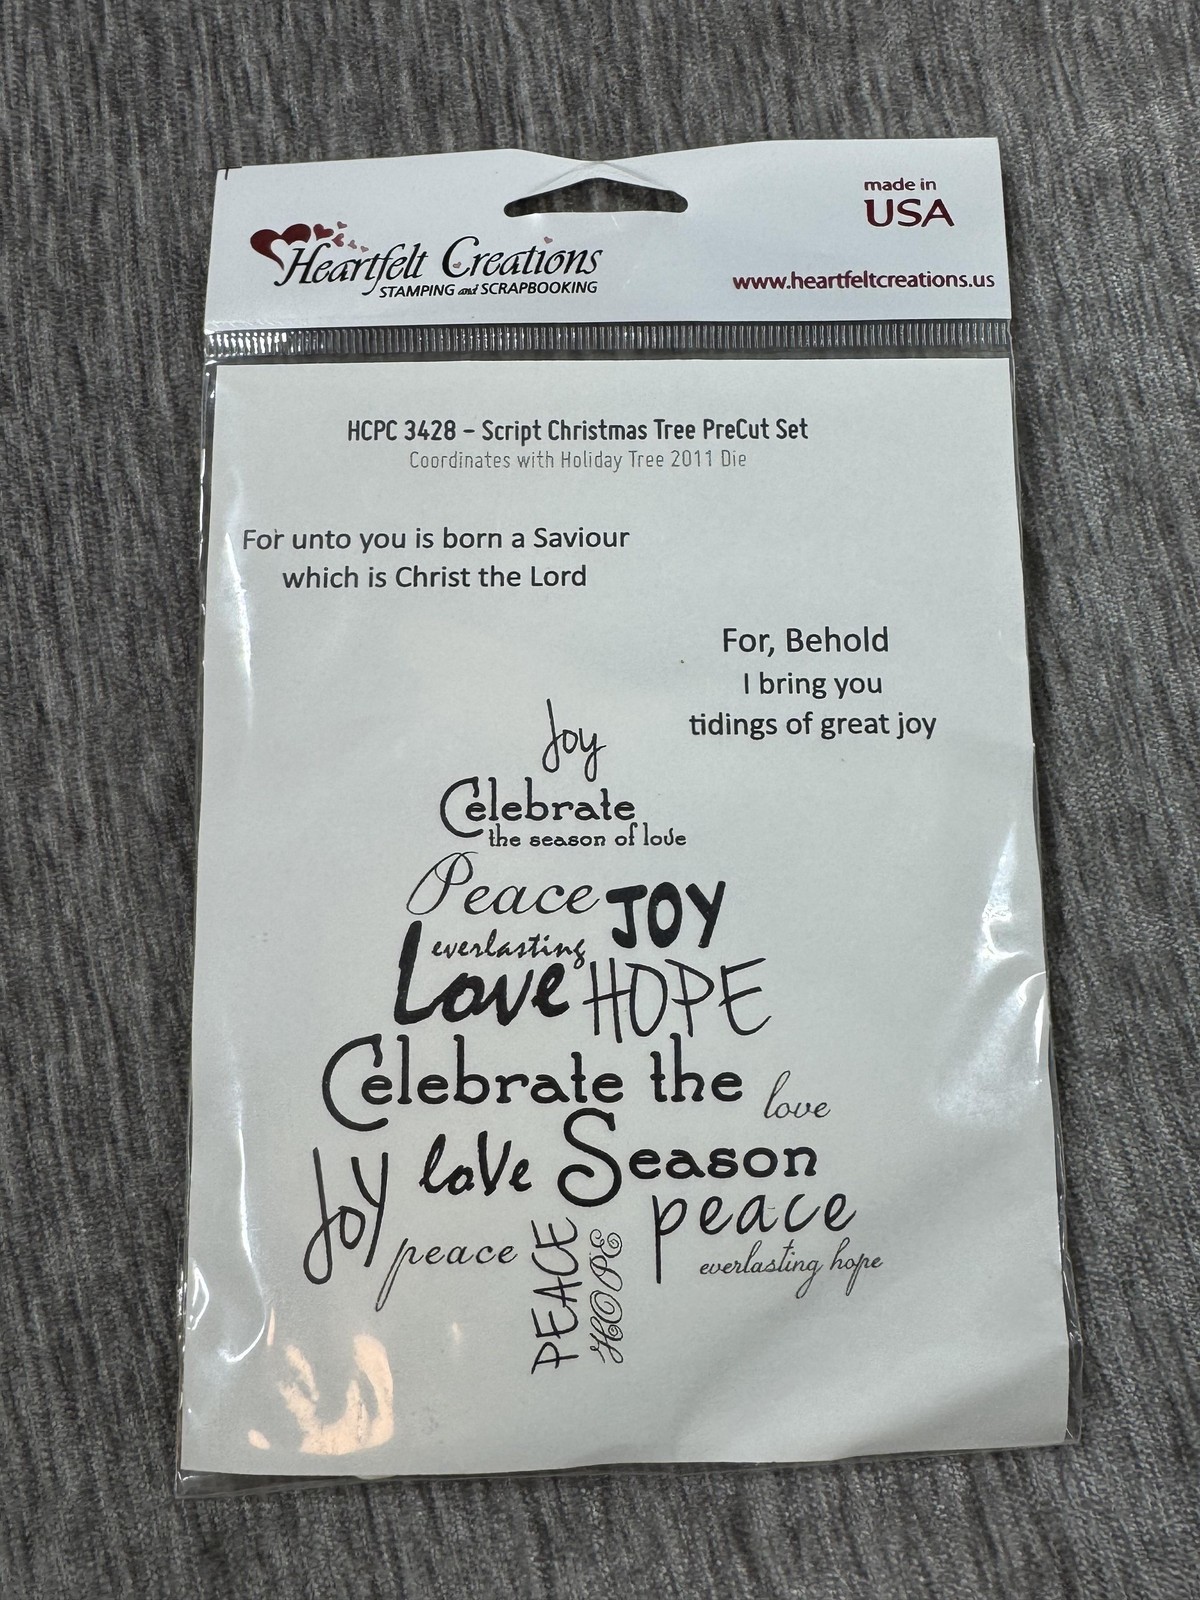 made in
USA
Heartfelt Creations
STAMPING and SCRAPBOOKING
www.heartfeltcreations.us
HCPC 3428 - Script Christmas Tree PreCut Set
Coordinates with Holiday Tree 2011 Die
For unto you is born a Saviour
which is Christ the Lord
For, Behold
I bring you
tidings of great joy
Joy
Celebrate
the season of love
Peace JOY
everlasting
Love HOPE
Celebrate the love
Joy love Season
peace PEACE HOPE peace
everlasting hope